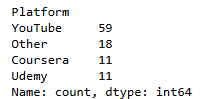 Platform
YouTube     59
Other       18
Coursera    11
Udemy       11
Name: count, dtype: int64